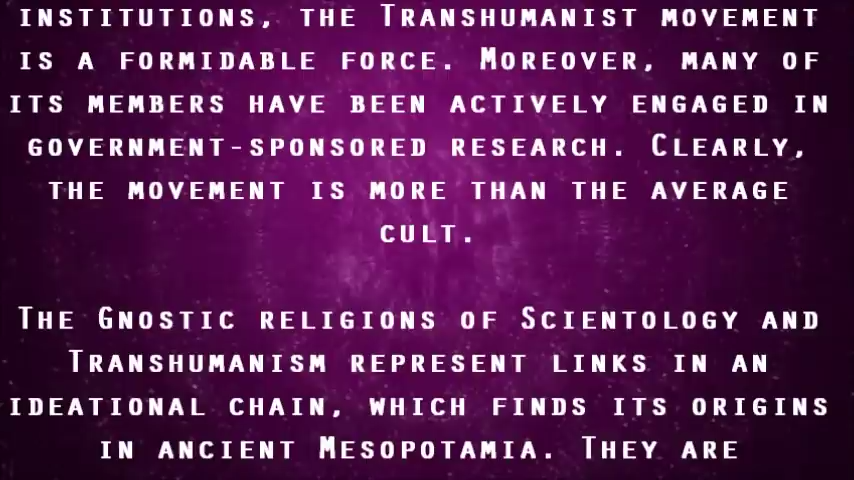 INSTITUTIONS, THE TRANSHUMANIST MOVEMENT
IS A FORMIDABLE FORCE. MOREOVER, MANY OF
ITS MEMBERS HAVE BEEN ACTIVELY ENGAGED IN
GOVERNMENT-SPONSORED RESEARCH. CLEARLY,
THE MOVEMENT IS MORE THAN THE AVERAGE
CULT.
THE GNOSTIC RELIGIONS OF SCIENTOLOGY AND
TRANSHUMANISM REPRESENT LINKS IN AN
IDEATIONAL CHAIN, WHICH FINDS ITS ORIGINS
IN ANCIENT MESOPOTAMIA. THEY ARE